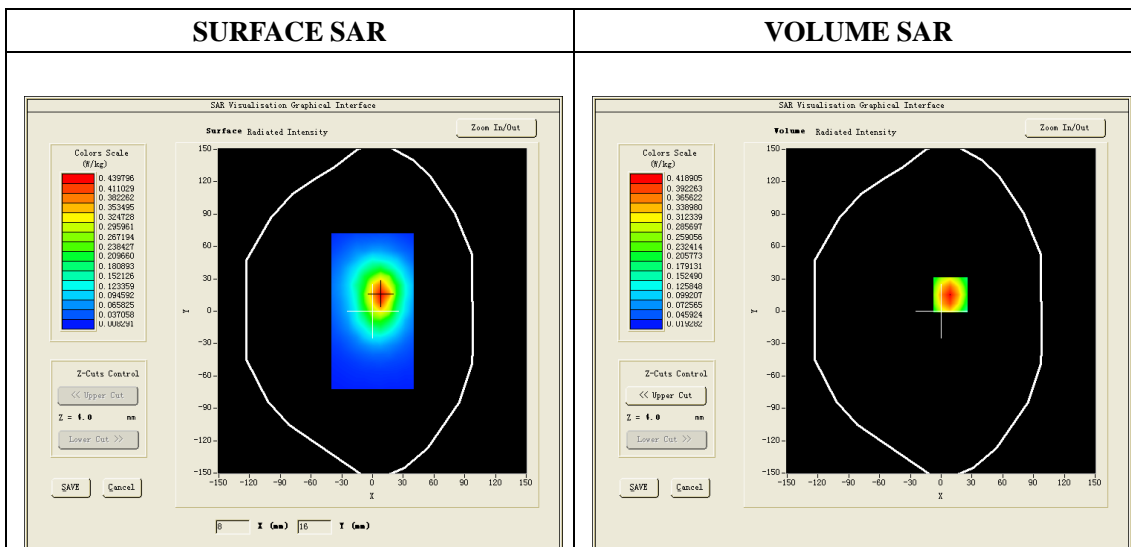 SURFACE SAR
VOLUME SAR
SAR Visualisation Graphical Interface
Surface Radiated Intensity
Zoom In/Out
Colors Scale
(W/kg)
0.439796
0.411029
0.382262
0.353495
0.324728
0.295961
0.267194
0.238427
0.209660
0.180893
0.152126
0.123359
0.094592
0.065825
0.037058
0.008291
150
120
90
60
30
0
-30
-60
-90
-120
-150
Y
-150 -120 -90 -60 -30 0 30 60 90 120 150
X
Z-Cuts Control
<< Upper Cut
Z = 4.0 mm
Lower Cut >>
SAVE Cancel
8 X (mm) 16 Y (mm)
SAR Visualisation Graphical Interface
Volume Radiated Intensity
Zoom In/Out
Colors Scale
(W/kg)
0.418905
0.392263
0.365622
0.338980
0.312339
0.285697
0.259056
0.232414
0.205773
0.179131
0.152490
0.125848
0.099207
0.072565
0.045924
0.019282
150
120
90
60
30
0
-30
-60
-90
-120
-150
Y
-150 -120 -90 -60 -30 0 30 60 90 120 150
X
Z-Cuts Control
<< Upper Cut
Z = 4.0 mm
Lower Cut >>
SAVE Cancel